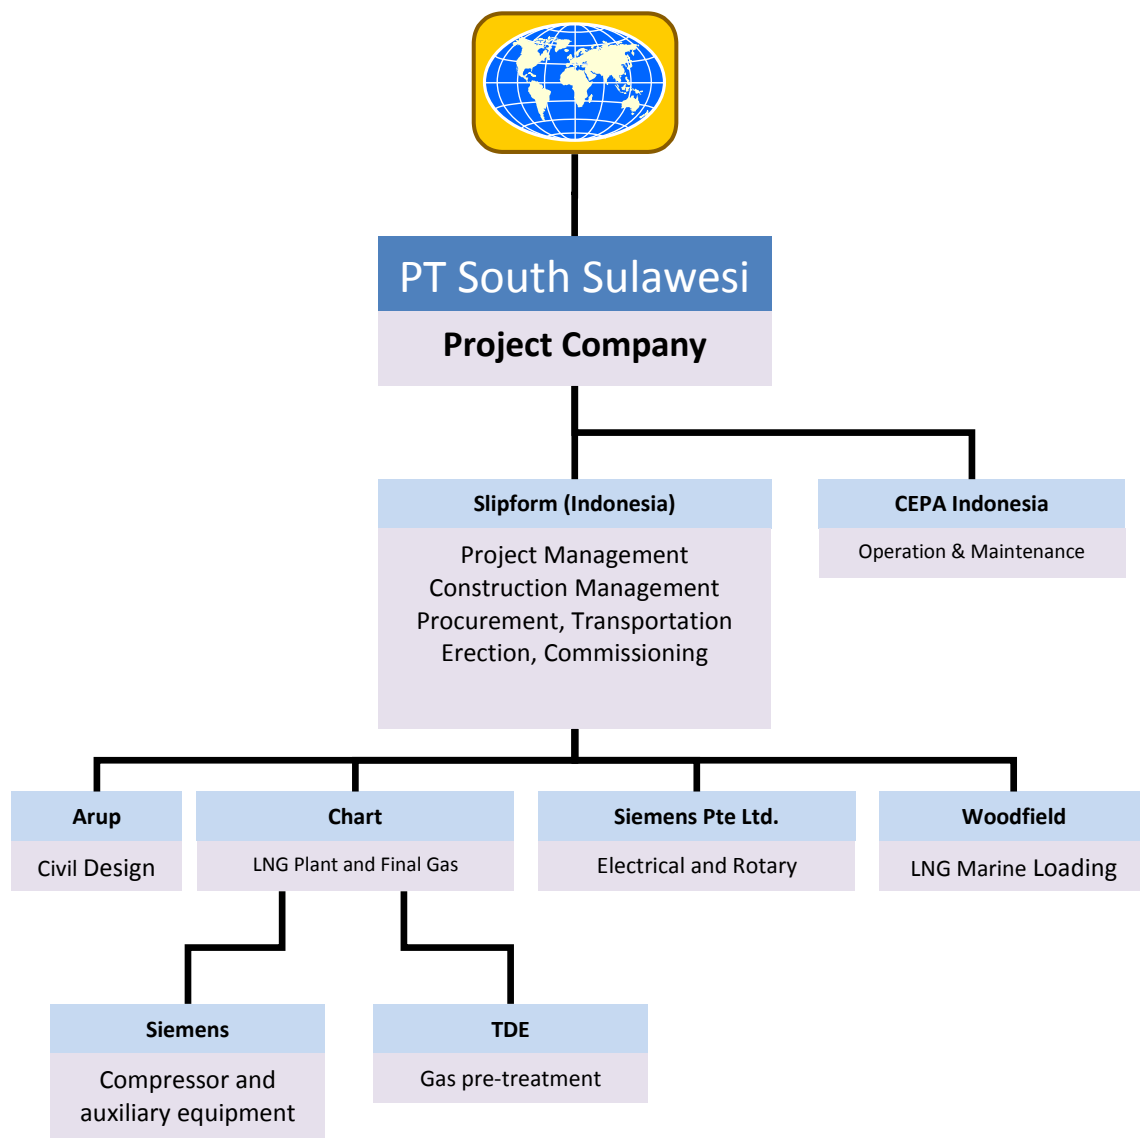 PT South Sulawesi
Project Company
Slipform (Indonesia)
Project Management
Construction Management
Procurement, Transportation
Erection, Commissioning
CEPA Indonesia
Operation & Maintenance
Arup
Civil Design
Chart
LNG Plant and Final Gas
Siemens Pte Ltd.
Electrical and Rotary
Woodfield
LNG Marine Loading
Siemens
Compressor and
auxiliary equipment
TDE
Gas pre-treatment